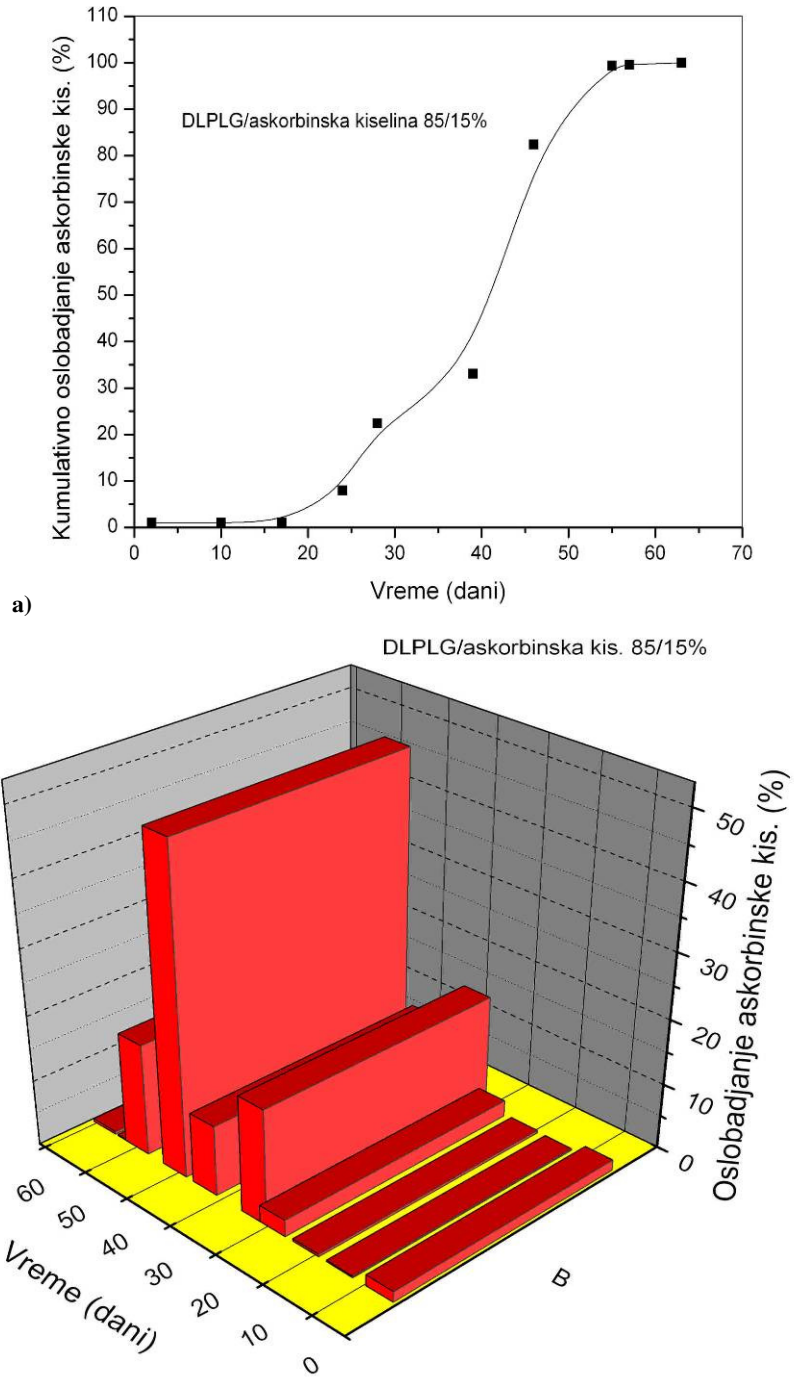 Kumulativno oslobadjanje askorbinske kis. (%)
110
100
90
80
70
60
50
40
30
20
10
0
DLPLG/askorbinska kiselina 85/15%
0 10 20 30 40 50 60 70
Vreme (dani)
a)
DLPLG/askorbinska kis. 85/15%
50
40
30
20
10
0
Oslobadjanje askorbinske kis. (%)
60
50
40
30
20
10
0
Vreme (dani)
B